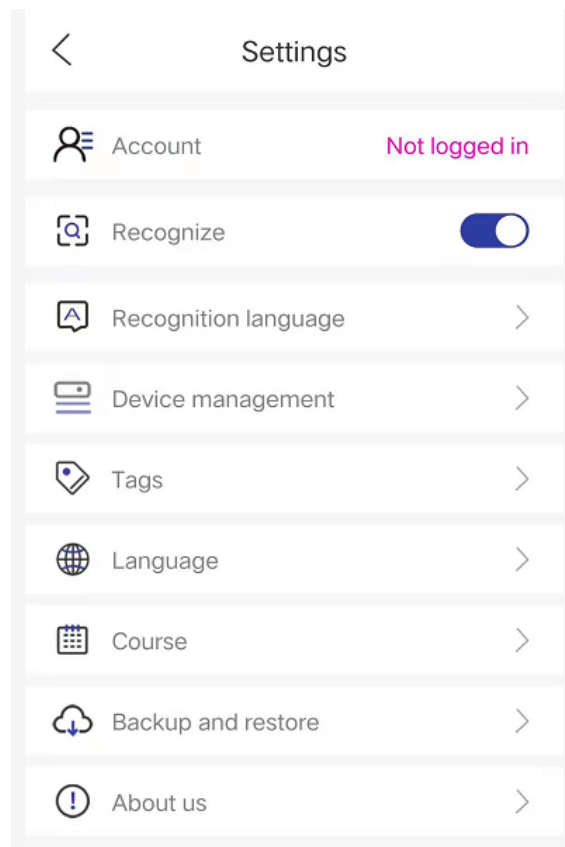 Settings
Account Not logged in
Recognize
Recognition language
Device management
Tags
Language
Course
Backup and restore
About us